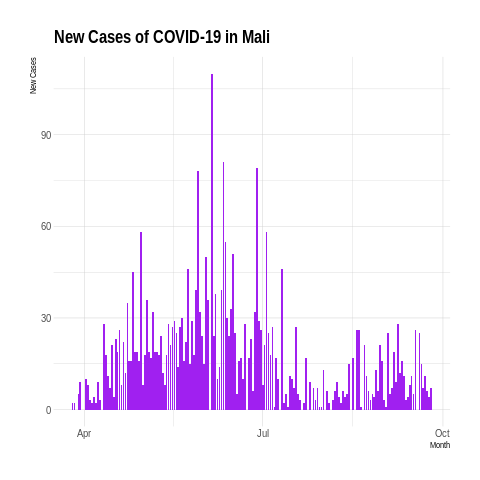 New Cases of COVID-19 in Mali
New Cases
90
60
30
0
Apr
Jul
Oct
Month